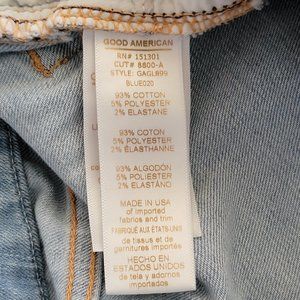 GOOD AMERICAN
RN# 151301
CUT# 8800-A
STYLE: GAGL899
BLUE020
93% COTTON
5% POLYESTER
2% ELASTANE
93% COTON
5% POLYESTER
2% ÉLASTHANNE
93% ALGODÓN
5% POLIÉSTER
2% ELASTANO
MADE IN USA
of imported
fabrics and trim
FABRIQUÉ AUX ÉTATS-UNIS
de tissus et de
garnitures importés
HECHO EN
ESTADOS UNIDOS
de tela y adornos
importados